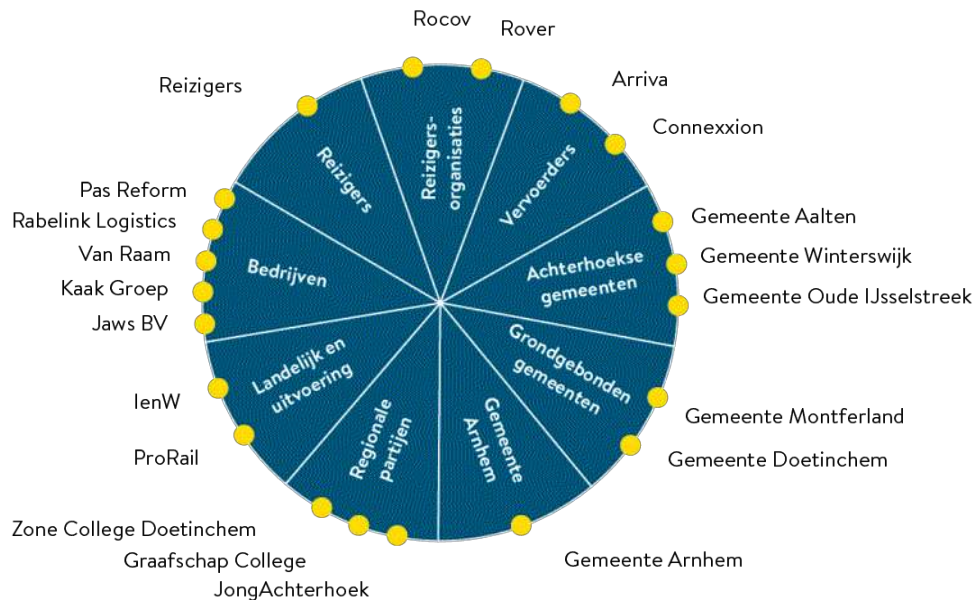 Rocov
Rover
Reizigers
Arriva
Connexxion
Pas Reform
Rabelink Logistics
Van Raam
Kaak Groep
Jaws BV
IenW
ProRail
Zone College Doetinchem
Graafschap College
JongAchterhoek
Gemeente Aalten
Gemeente Winterswijk
Gemeente Oude IJsselstreek
Gemeente Montferland
Gemeente Doetinchem
Gemeente Arnhem
Reizigers
Reizigers-
organisaties
Vervoerders
Achterhoekse
gemeenten
Grondgebonden
gemeenten
Gemeente
Arnhem
Regionale
partijen
Landelijk en
uitvoering
Bedrijven